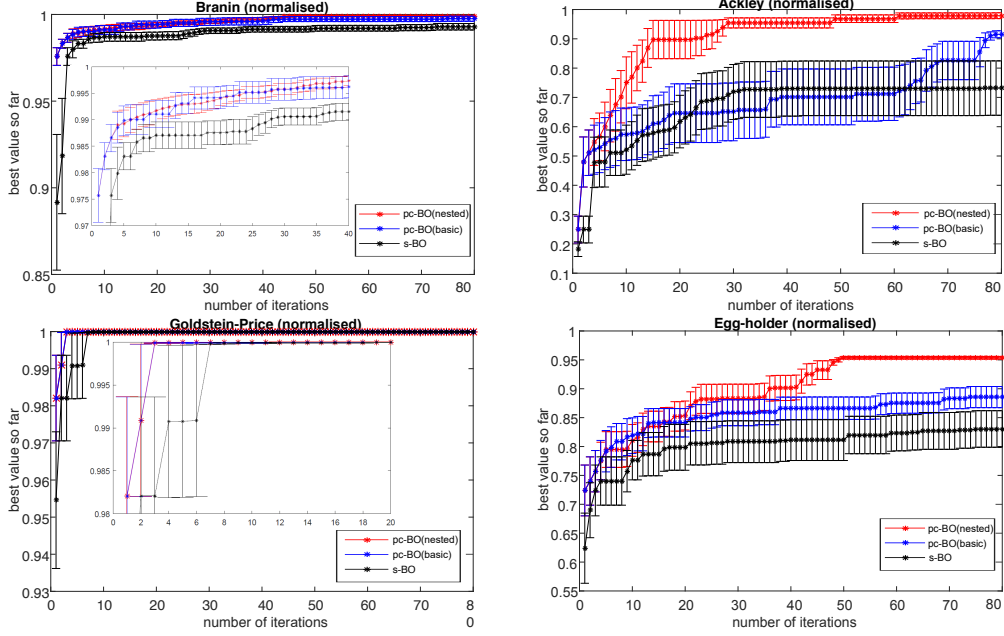 Branin (normalised)
best value so far
1
0.95
0.9
0.85
1
0.995
0.99
0.985
0.98
0.975
0.97
0 5 10 15 20 25 30 35 40
pc-BO(nested)
pc-BO(basic)
s-BO
0 10 20 30 40 50 60 70 80
number of iterations
Ackley (normalised)
best value so far
1
0.9
0.8
0.7
0.6
0.5
0.4
0.3
0.2
0.1
pc-BO(nested)
pc-BO(basic)
s-BO
0 10 20 30 40 50 60 70 80
number of iterations
Goldstein-Price (normalised)
best value so far
1
0.99
0.98
0.97
0.96
0.95
0.94
0.93
1
0.995
0.99
0.985
0.98
0 2 4 6 8 10 12 14 16 18 20
pc-BO(nested)
pc-BO(basic)
s-BO
0 10 20 30 40 50 60 70 80
0
number of iterations
Egg-holder (normalised)
best value so far
0.95
0.9
0.85
0.8
0.75
0.7
0.65
0.6
0.55
pc-BO(nested)
pc-BO(basic)
s-BO
0 10 20 30 40 50 60 70 80
number of iterations